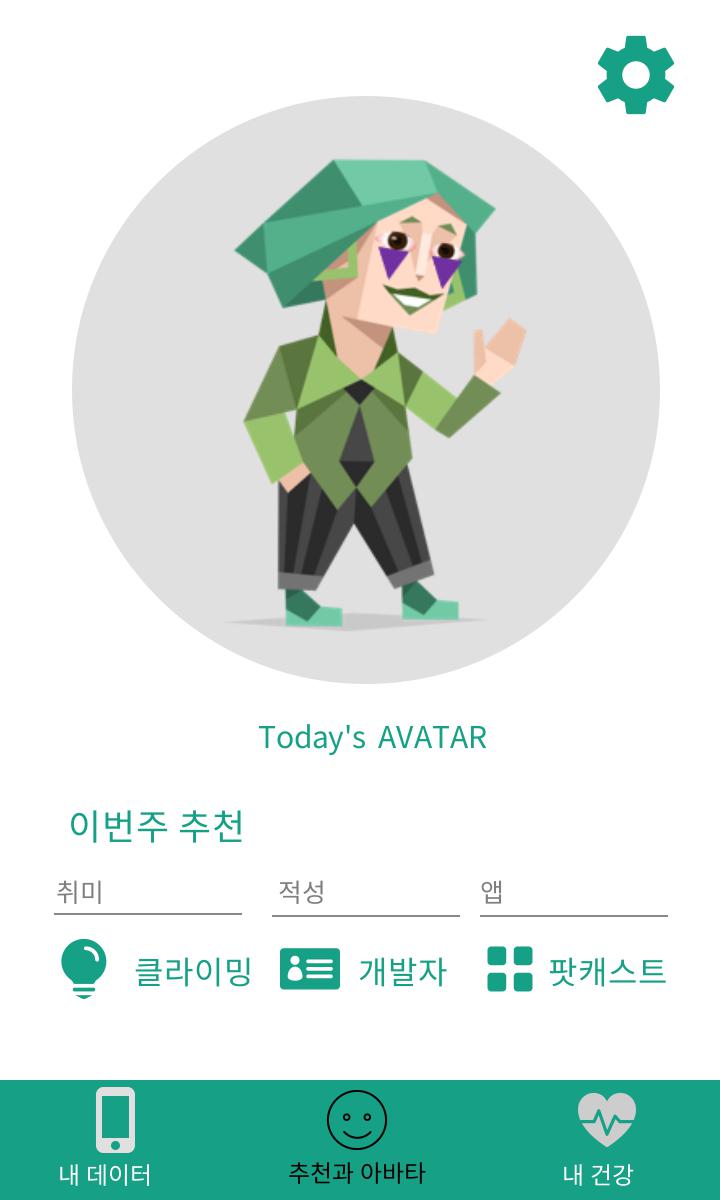 Today's AVATAR
이번주 추천
취미 적성 앱
클라이밍 개발자 팟캐스트
내 데이터 추천과 아바타 내 건강